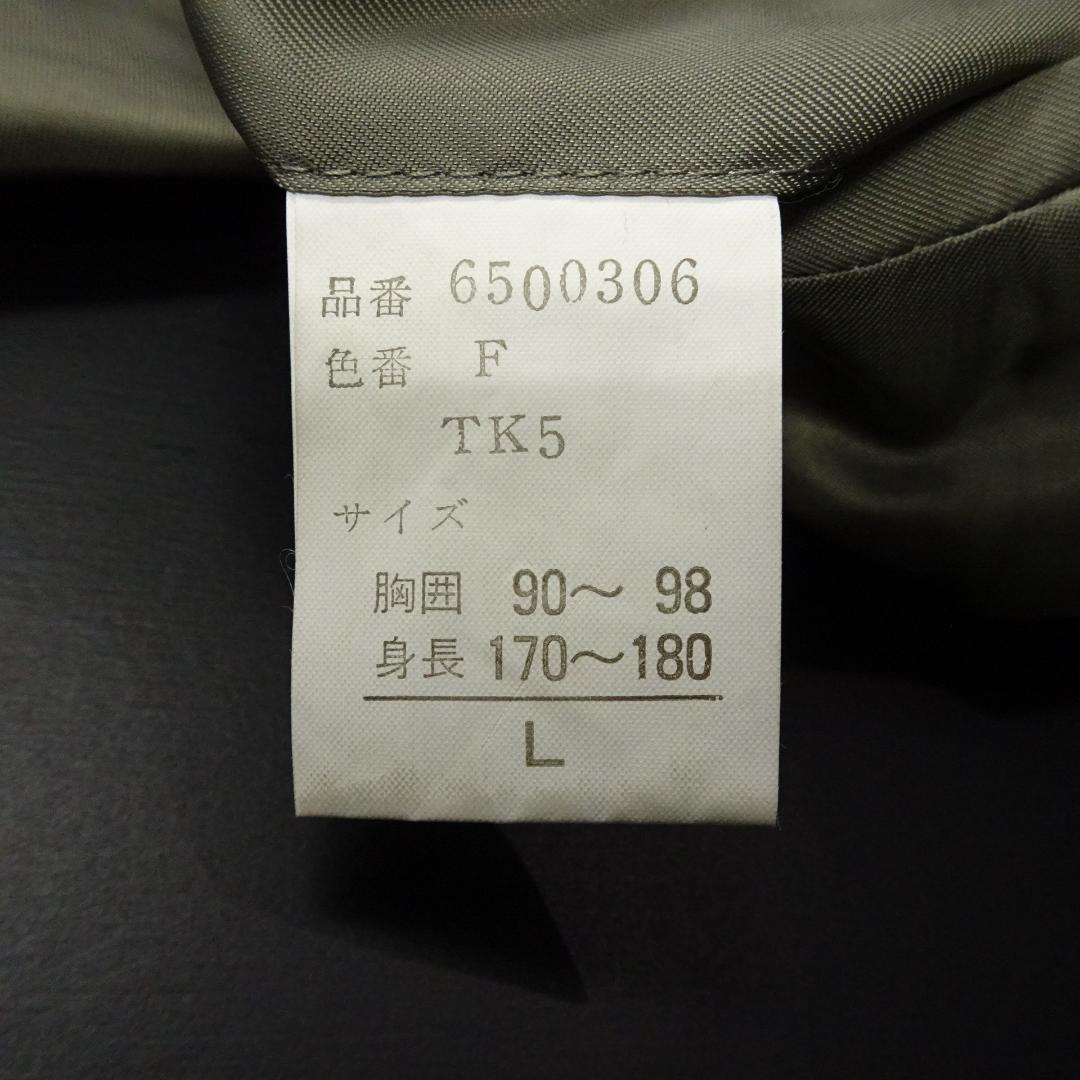 品番 6500306
色番 F
TK5
サイズ
胸囲 90～ 98
身長 170～180
L